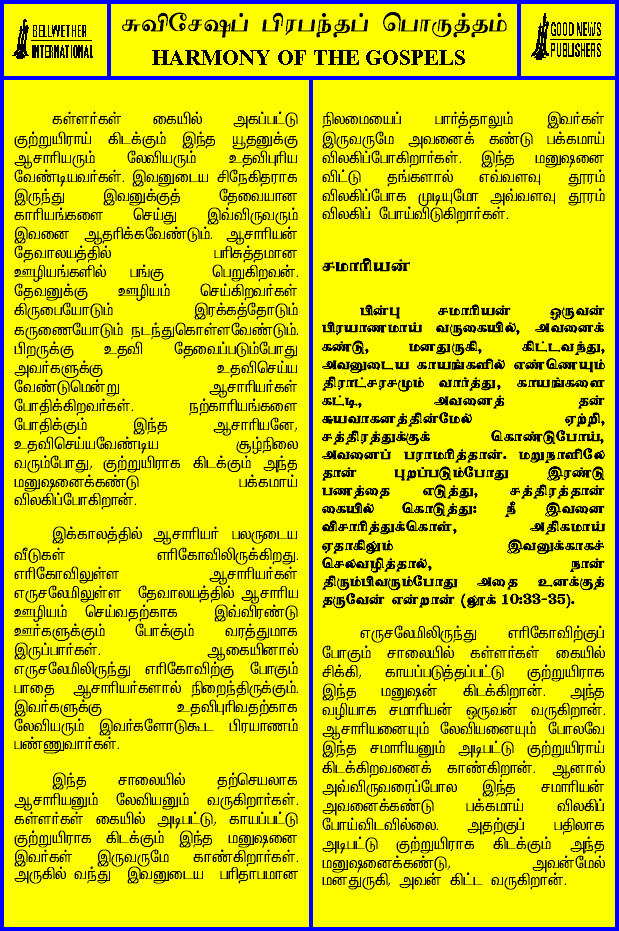 BELLWETHER
INTERNATIONAL
சுவிசேஷப் பிரபந்தப் பொருத்தம்
HARMONY OF THE GOSPELS
GOOD NEWS
PUBLISHERS
கள்ளர்கள் கையில் அகப்பட்டு
குற்றுயிராய் கிடக்கும் இந்த யூதனுக்கு
ஆசாரியரும் லேவியரும் உதவிபுரிய
வேண்டியவர்கள். இவனுடைய சிநேகிதராக
இருந்து இவனுக்குத் தேவையான
காரியங்களை செய்து இவ்விருவரும்
இவனை ஆதரிக்கவேண்டும். ஆசாரியன்
தேவாலயத்தில் பரிசுத்தமான
ஊழியங்களில் பங்கு பெறுகிறவன்.
தேவனுக்கு ஊழியம் செய்கிறவர்கள்
கிருபையோடும் இரக்கத்தோடும்
கருணையோடும் நடந்துகொள்ளவேண்டும்.
பிறருக்கு உதவி தேவைப்படும்போது
அவர்களுக்கு உதவிசெய்ய
வேண்டுமென்று ஆசாரியர்கள்
போதிக்கிறவர்கள். நற்காரியங்களை
போதிக்கும் இந்த ஆசாரியனே,
உதவிசெய்யவேண்டிய சூழ்நிலை
வரும்போது, குற்றுயிராக கிடக்கும் அந்த
மனுஷனைக்கண்டு பக்கமாய்
விலகிப்போகிறான்.
இக்காலத்தில் ஆசாரியர் பலருடைய
வீடுகள் எரிகோவிலிருக்கிறது.
எரிகோவிலுள்ள ஆசாரியர்கள்
எருசலேமிலுள்ள தேவாலயத்தில் ஆசாரிய
ஊழியம் செய்வதற்காக இவ்விரண்டு
ஊர்களுக்கும் போக்கும் வரத்துமாக
இருப்பார்கள். ஆகையினால்
எருசலேமிலிருந்து எரிகோவிற்கு போகும்
பாதை ஆசாரியர்களால் நிறைந்திருக்கும்.
இவர்களுக்கு உதவிபுரிவதற்காக
லேவியரும் இவர்களோடுகூட பிரயாணம்
பண்ணுவார்கள்.
இந்த சாலையில் தற்செயலாக
ஆசாரியனும் லேவியனும் வருகிறார்கள்.
கள்ளர்கள் கையில் அடிபட்டு, காயப்பட்டு
குற்றுயிராக கிடக்கும் இந்த மனுஷனை
இவர்கள் இருவருமே காண்கிறார்கள்.
அருகில் வந்து இவனுடைய பரிதாபமான
நிலமையைப் பார்த்தாலும் இவர்கள்
இருவருமே அவனைக் கண்டு பக்கமாய்
விலகிப்போகிறார்கள். இந்த மனுஷனை
விட்டு தங்களால் எவ்வளவு தூரம்
விலகிப்போக முடியுமோ அவ்வளவு தூரம்
விலகிப் போய்விடுகிறார்கள்.
சமாரியன்
பின்பு சமாரியன் ஒருவன்
பிரயாணமாய் வருகையில், அவனைக்
கண்டு, மனதுருகி, கிட்டவந்து,
அவனுடைய காயங்களில் எண்ணெயும்
திராட்சரசமும் வார்த்து, காயங்களை
கட்டி, அவனைத் தன்
சுயவாகனத்தின்மேல் ஏற்றி,
சத்திரத்துக்குக் கொண்டுபோய்,
அவனைப் பராமரித்தான். மறுநாளிலே
தான் புறப்படும்போது இரண்டு
பணத்தை எடுத்து, சத்திரத்தான்
கையில் கொடுத்து: நீ இவனை
விசாரித்துக்கொள், அதிகமாய்
ஏதாகிலும் இவனுக்காகச்
செலவழித்தால், நான்
திரும்பிவரும்போது அதை உனக்குத்
தருவேன் என்றான் (லூக் 10:33-35).
எருசலேமிலிருந்து எரிகோவிற்குப்
போகும் சாலையில் கள்ளர்கள் கையில்
சிக்கி, காயப்படுத்தப்பட்டு குற்றுயிராக
இந்த மனுஷன் கிடக்கிறான். அந்த
வழியாக சமாரியன் ஒருவன் வருகிறான்.
ஆசாரியனையும் லேவியனையும் போலவே
இந்த சமாரியனும் அடிபட்டு குற்றுயிராய்
கிடக்கிறவனைக் காண்கிறான். ஆனால்
அவ்விருவரைப்போல இந்த சமாரியன்
அவனைக்கண்டு பக்கமாய் விலகிப்
போய்விடவில்லை. அதற்குப் பதிலாக
அடிபட்டு குற்றுயிராக கிடக்கும் அந்த
மனுஷனைக்கண்டு, அவன்மேல்
மனதுருகி, அவன் கிட்ட வருகிறான்.